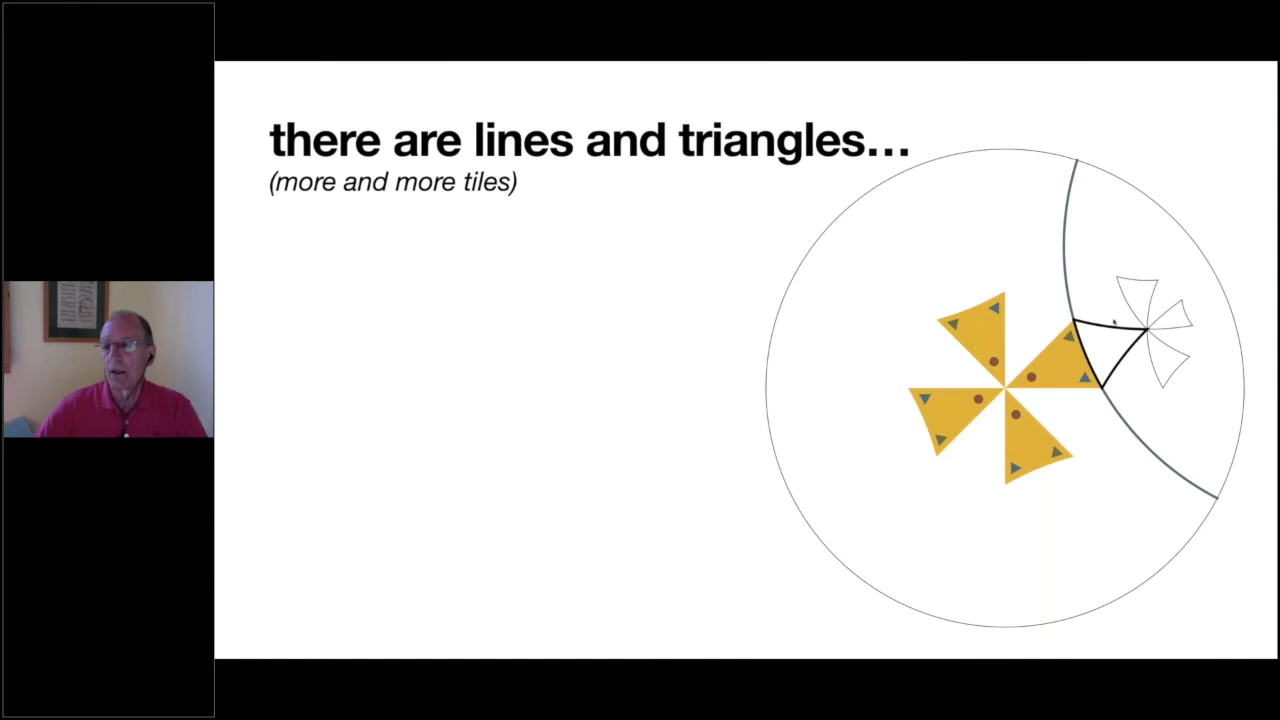 there are lines and triangles…
(more and more tiles)